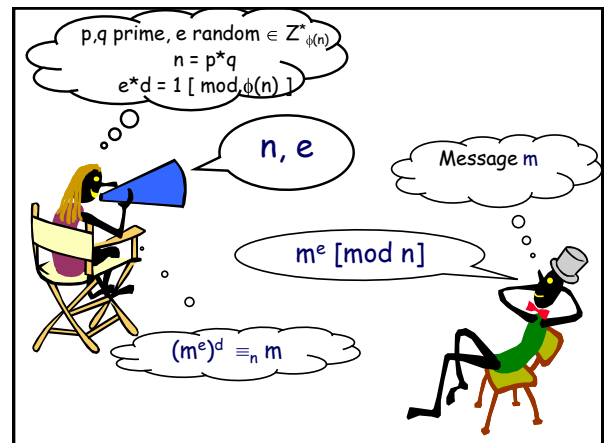 p,q prime, e random ∈ Z*ϕ(n)
n = p*q
e*d = 1 [ mod ϕ(n) ]
n, e
Message m
mᵉ [mod n]
(mᵉ)ᵈ ≡ₙ m